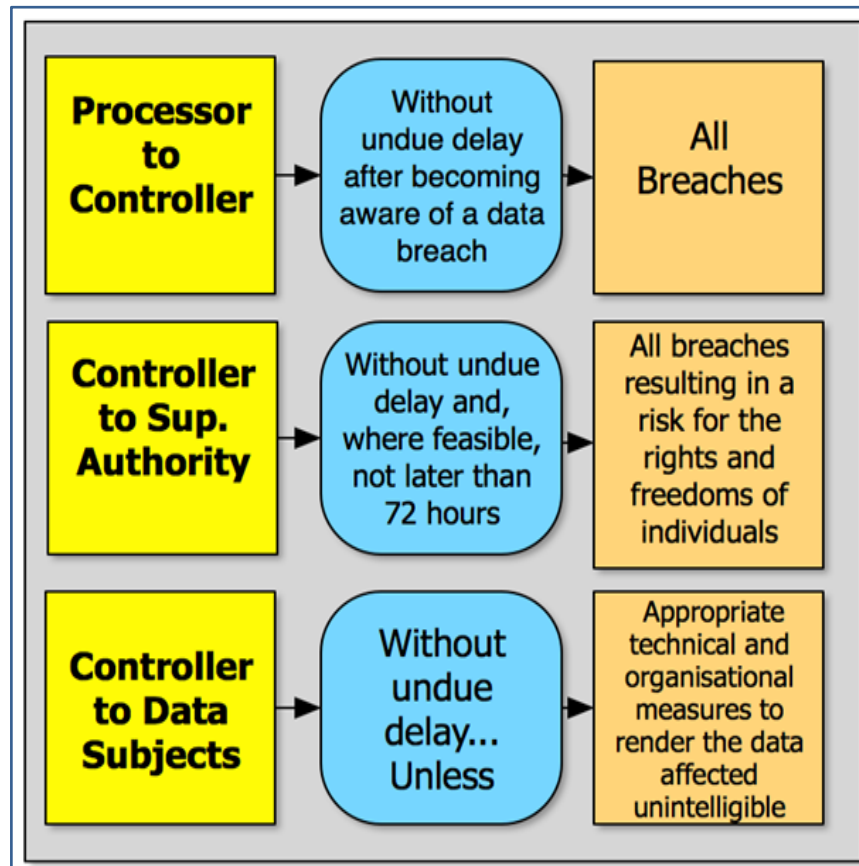 Processor
to
Controller
Without
undue delay
after becoming
aware of a data
breach
All
Breaches
Controller
to Sup.
Authority
Without undue
delay and,
where feasible,
not later than
72 hours
All breaches
resulting in a
risk for the
rights and
freedoms of
individuals
Controller
to Data
Subjects
Without
undue
delay...
Unless
Appropriate
technical and
organisational
measures to
render the data
affected
unintelligible